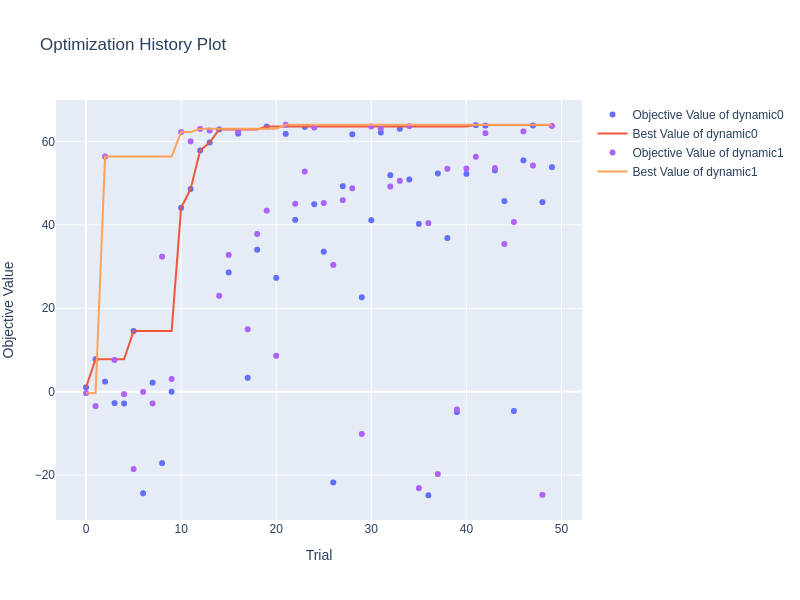 Optimization History Plot
Objective Value of dynamic0
Best Value of dynamic0
Objective Value of dynamic1
Best Value of dynamic1
60
40
20
0
−20
Objective Value
0
10
20
30
40
50
Trial